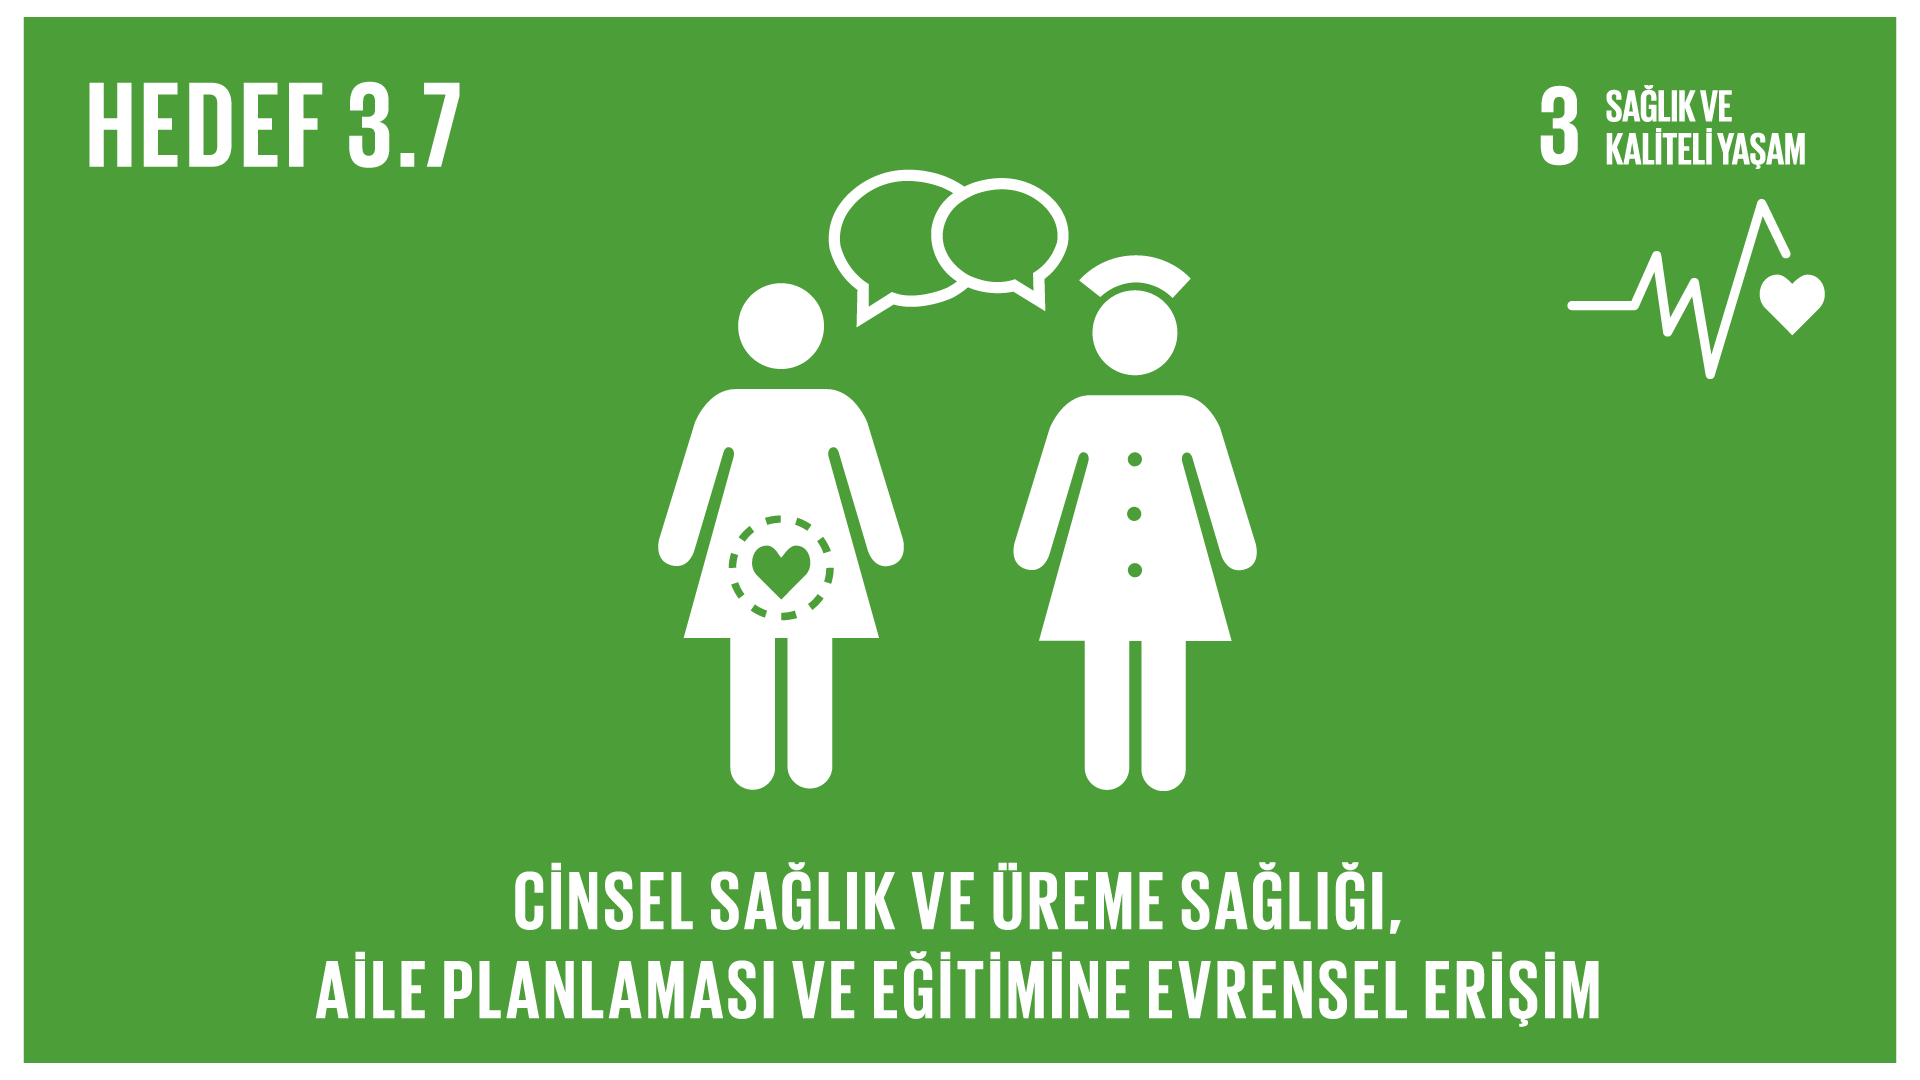 HEDEF 3.7
3 SAĞLIK VE
KALİTELİ YAŞAM
CİNSEL SAĞLIK VE ÜREME SAĞLIĞI,
AİLE PLANLAMASI VE EĞİTİMİNE EVRENSEL ERİŞİM